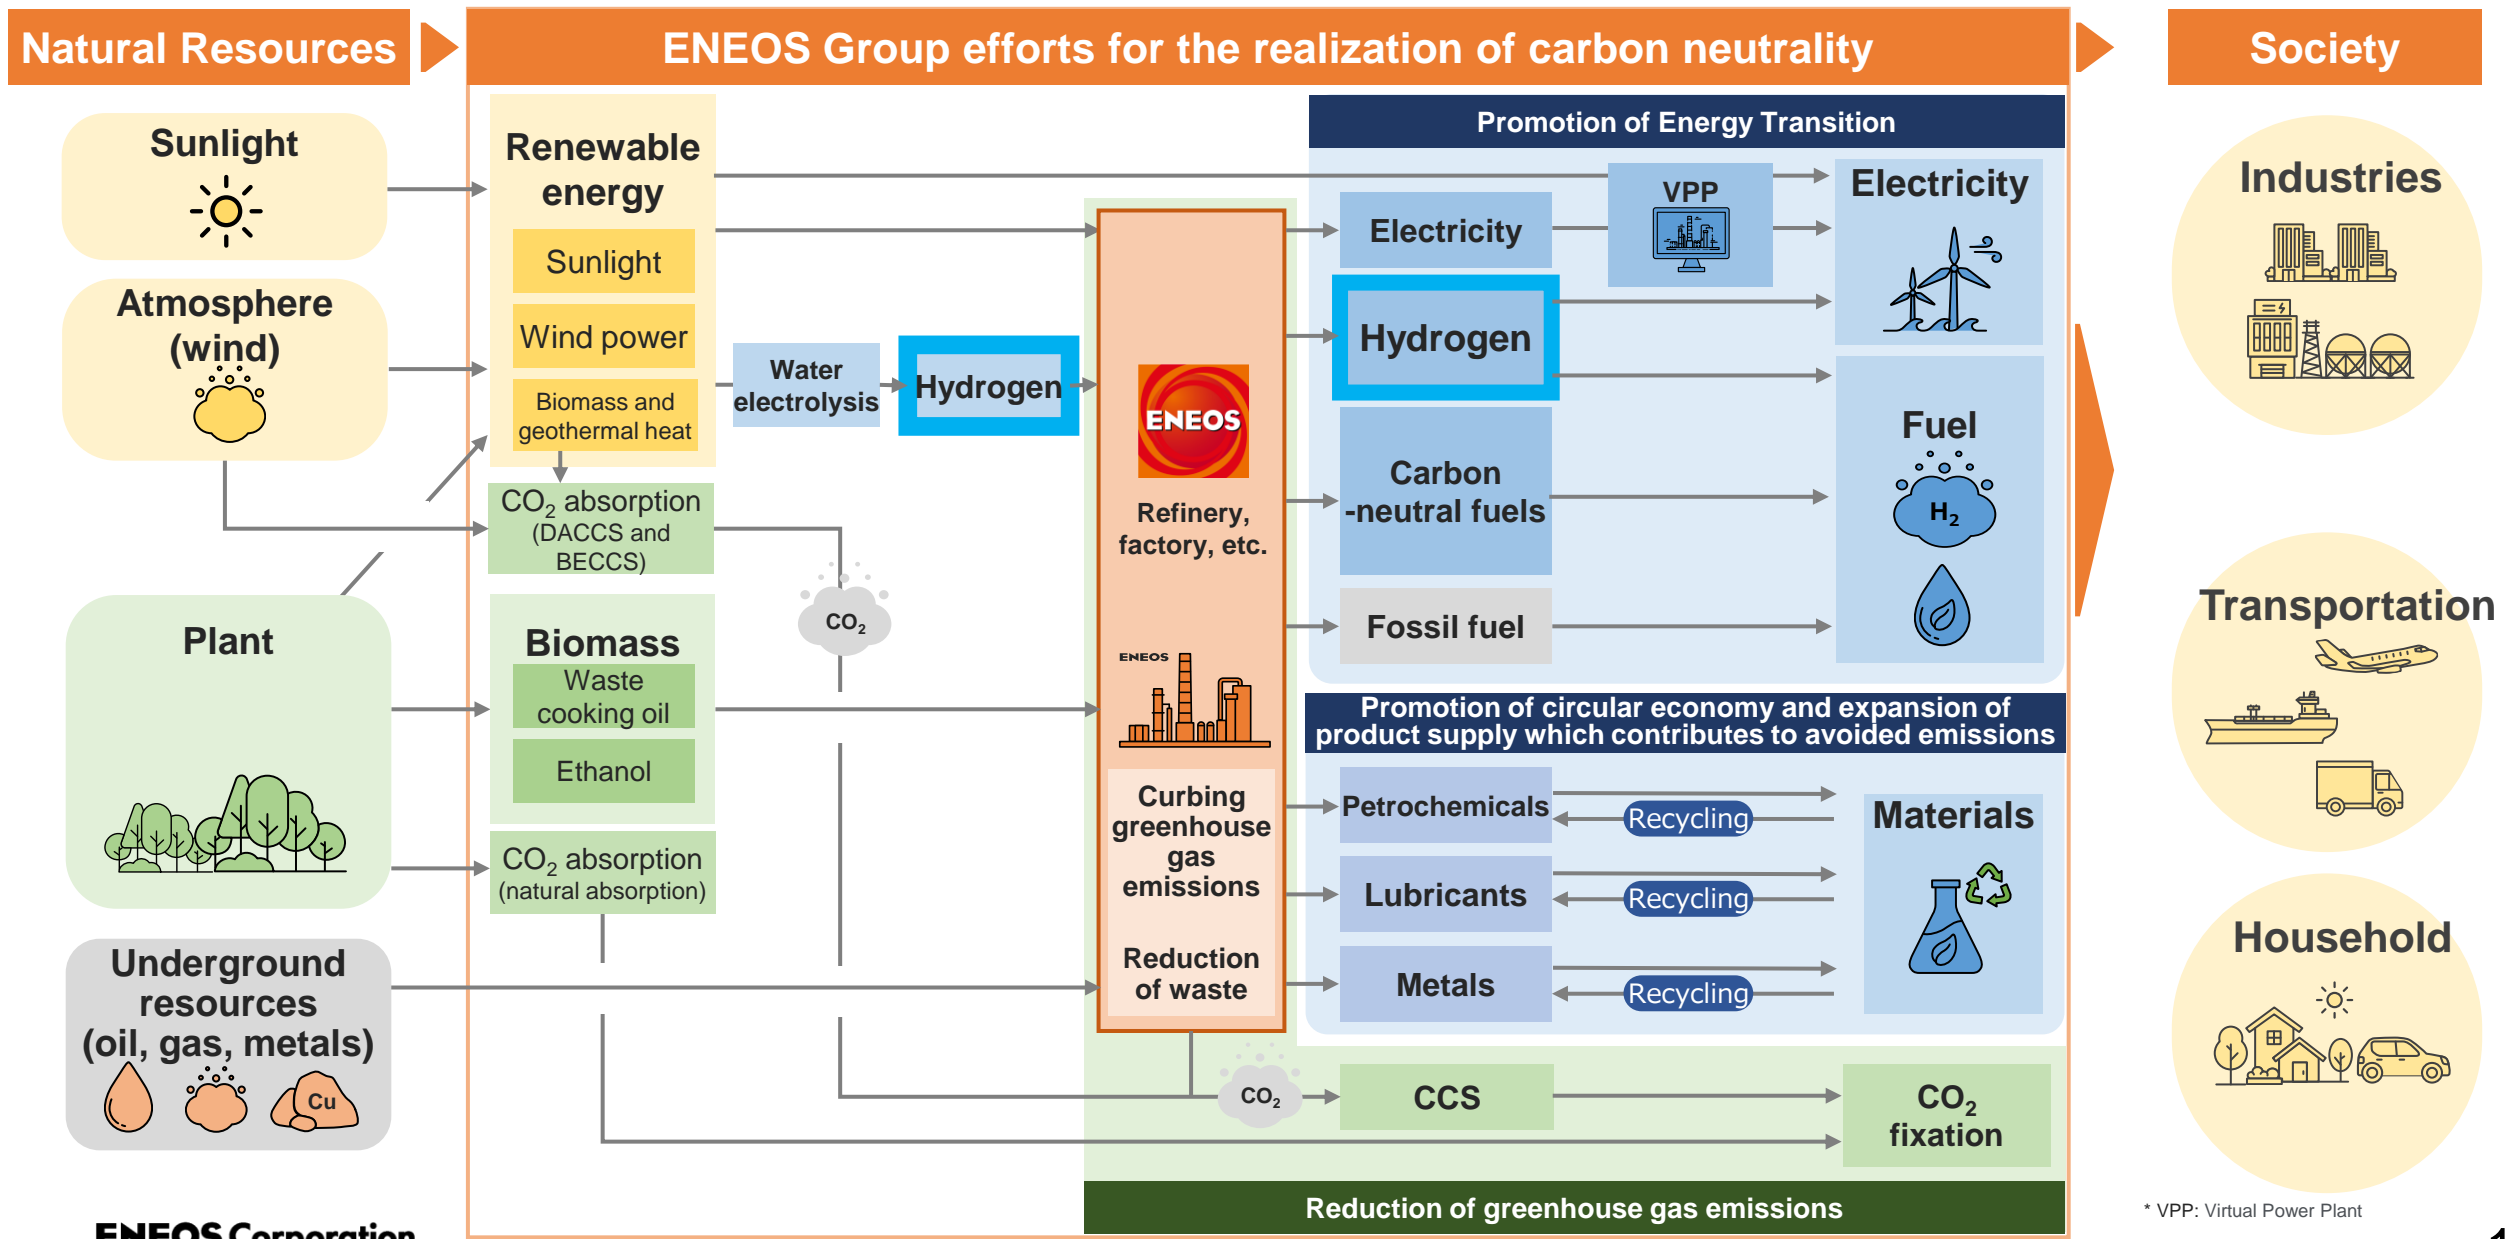 Natural Resources
ENEOS Group efforts for the realization of carbon neutrality
Society
Sunlight
Atmosphere
(wind)
Plant
Underground
resources
(oil, gas, metals)
Cu
Renewable
energy
Sunlight
Wind power
Biomass and
geothermal heat
CO₂ absorption
(DACCS and
BECCS)
Biomass
Waste
cooking oil
Ethanol
CO₂ absorption
(natural absorption)
Water
electrolysis
Hydrogen
CO₂
ENEOS
Refinery,
factory, etc.
ENEOS
Curbing
greenhouse
gas
emissions
Reduction
of waste
Promotion of Energy Transition
Electricity
VPP
Electricity
Hydrogen
Carbon
-neutral fuels
Fossil fuel
Fuel
H₂
Promotion of circular economy and expansion of
product supply which contributes to avoided emissions
Petrochemicals
Recycling
Lubricants
Recycling
Metals
Recycling
Materials
CO₂
CCS
CO₂
fixation
Reduction of greenhouse gas emissions
Industries
Transportation
Household
* VPP: Virtual Power Plant
ENEOS Corporation
1